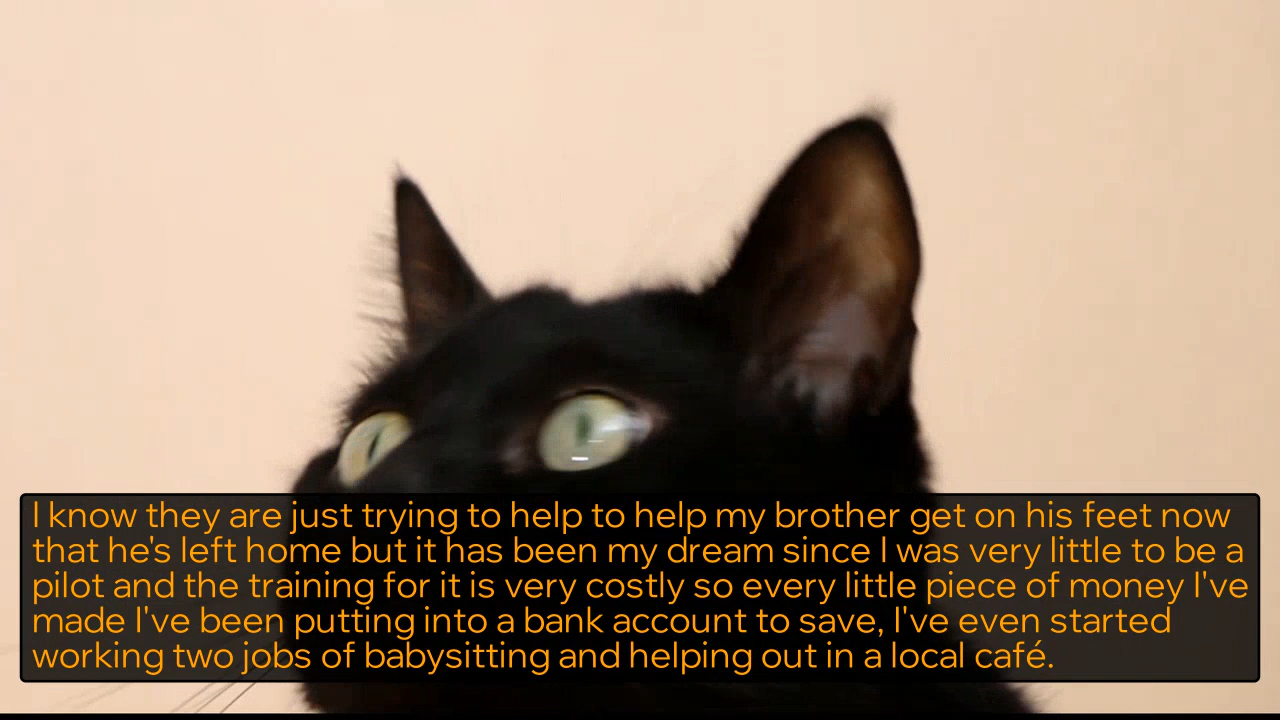 I know they are just trying to help to help my brother get on his feet now
that he's left home but it has been my dream since I was very little to be a
pilot and the training for it is very costly so every little piece of money I've
made I've been putting into a bank account to save, I've even started
working two jobs of babysitting and helping out in a local café.